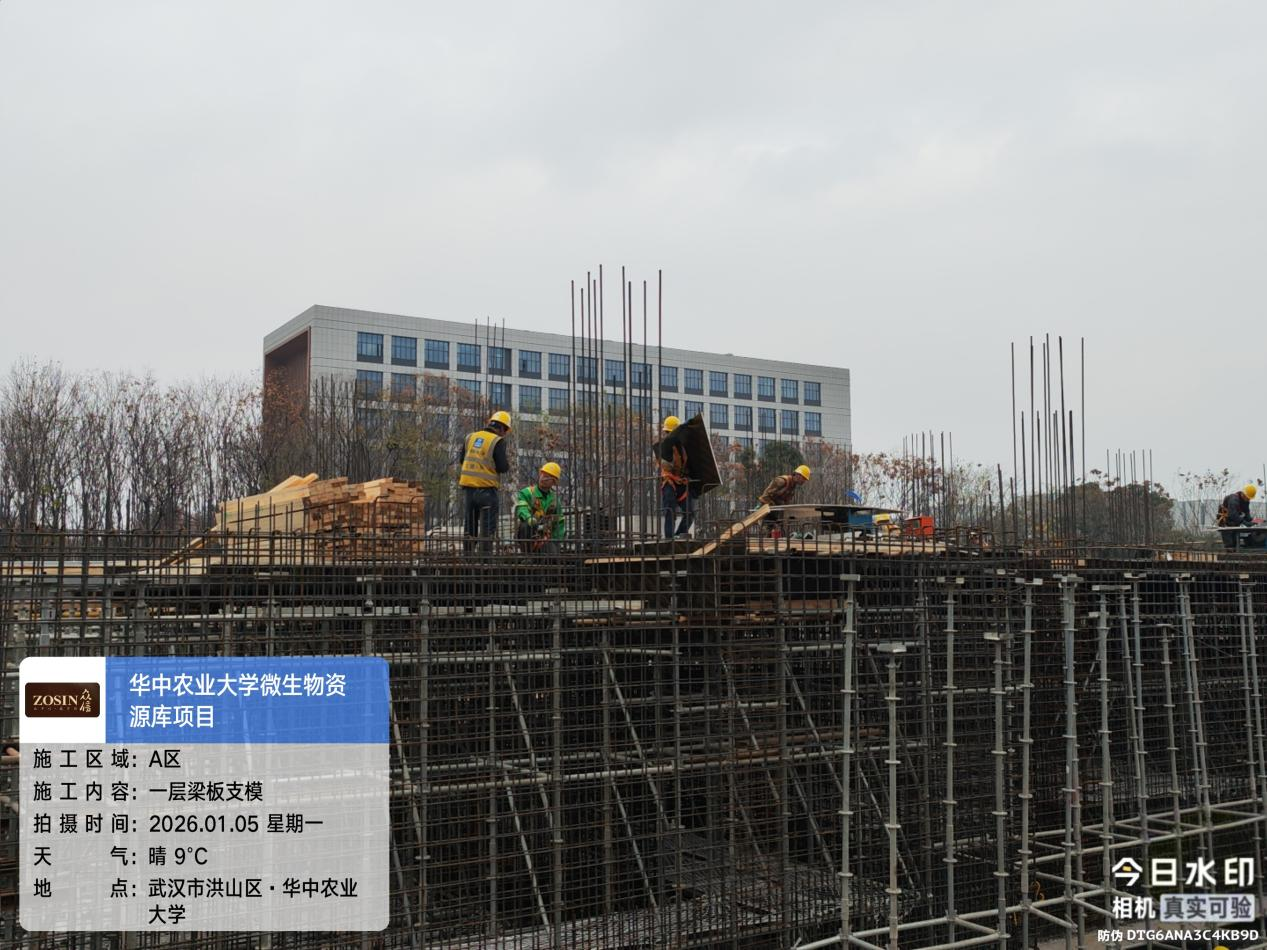 ZOSIN 众信
华中农业大学微生物资
源库项目
施工区域：A区
施工内容：一层梁板支模
拍摄时间：2026.01.05 星期一
天气：晴 9°C
地点：武汉市洪山区·华中农业
大学
今日水印
相机 真实可验
防伪 DTG6ANA3C4KB9D